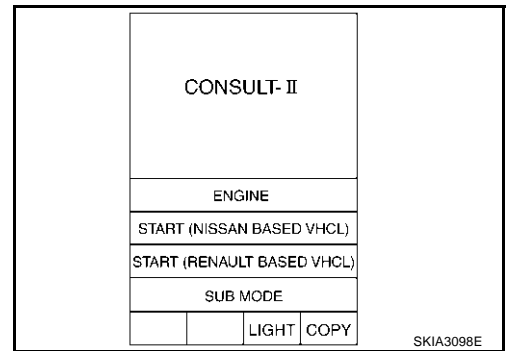 CONSULT-II
ENGINE
START (NISSAN BASED VHCL)
START (RENAULT BASED VHCL)
SUB MODE
LIGHT COPY
SKIA3098E